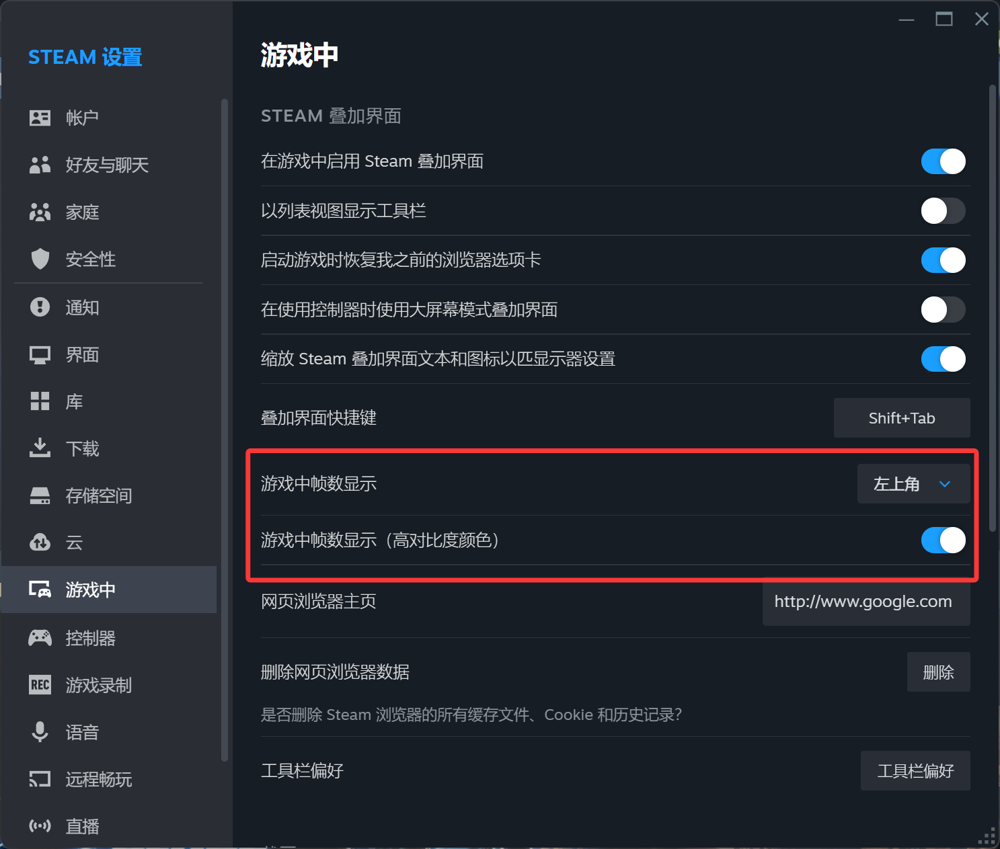 STEAM 设置
帐户
好友与聊天
家庭
安全性
通知
界面
库
下载
存储空间
云
游戏中
控制器
REC
游戏录制
语音
远程畅玩
直播
游戏中
STEAM 叠加界面
在游戏中启用 Steam 叠加界面
以列表视图显示工具栏
启动游戏时恢复我之前的浏览器选项卡
在使用控制器时使用大屏幕模式叠加界面
缩放 Steam 叠加界面文本和图标以匹显示器设置
叠加界面快捷键
Shift+Tab
游戏中帧数显示
左上角
游戏中帧数显示（高对比度颜色）
网页浏览器主页
http://www.google.com
删除网页浏览器数据
删除
是否删除 Steam 浏览器的所有缓存文件、Cookie 和历史记录？
工具栏偏好
工具栏偏好